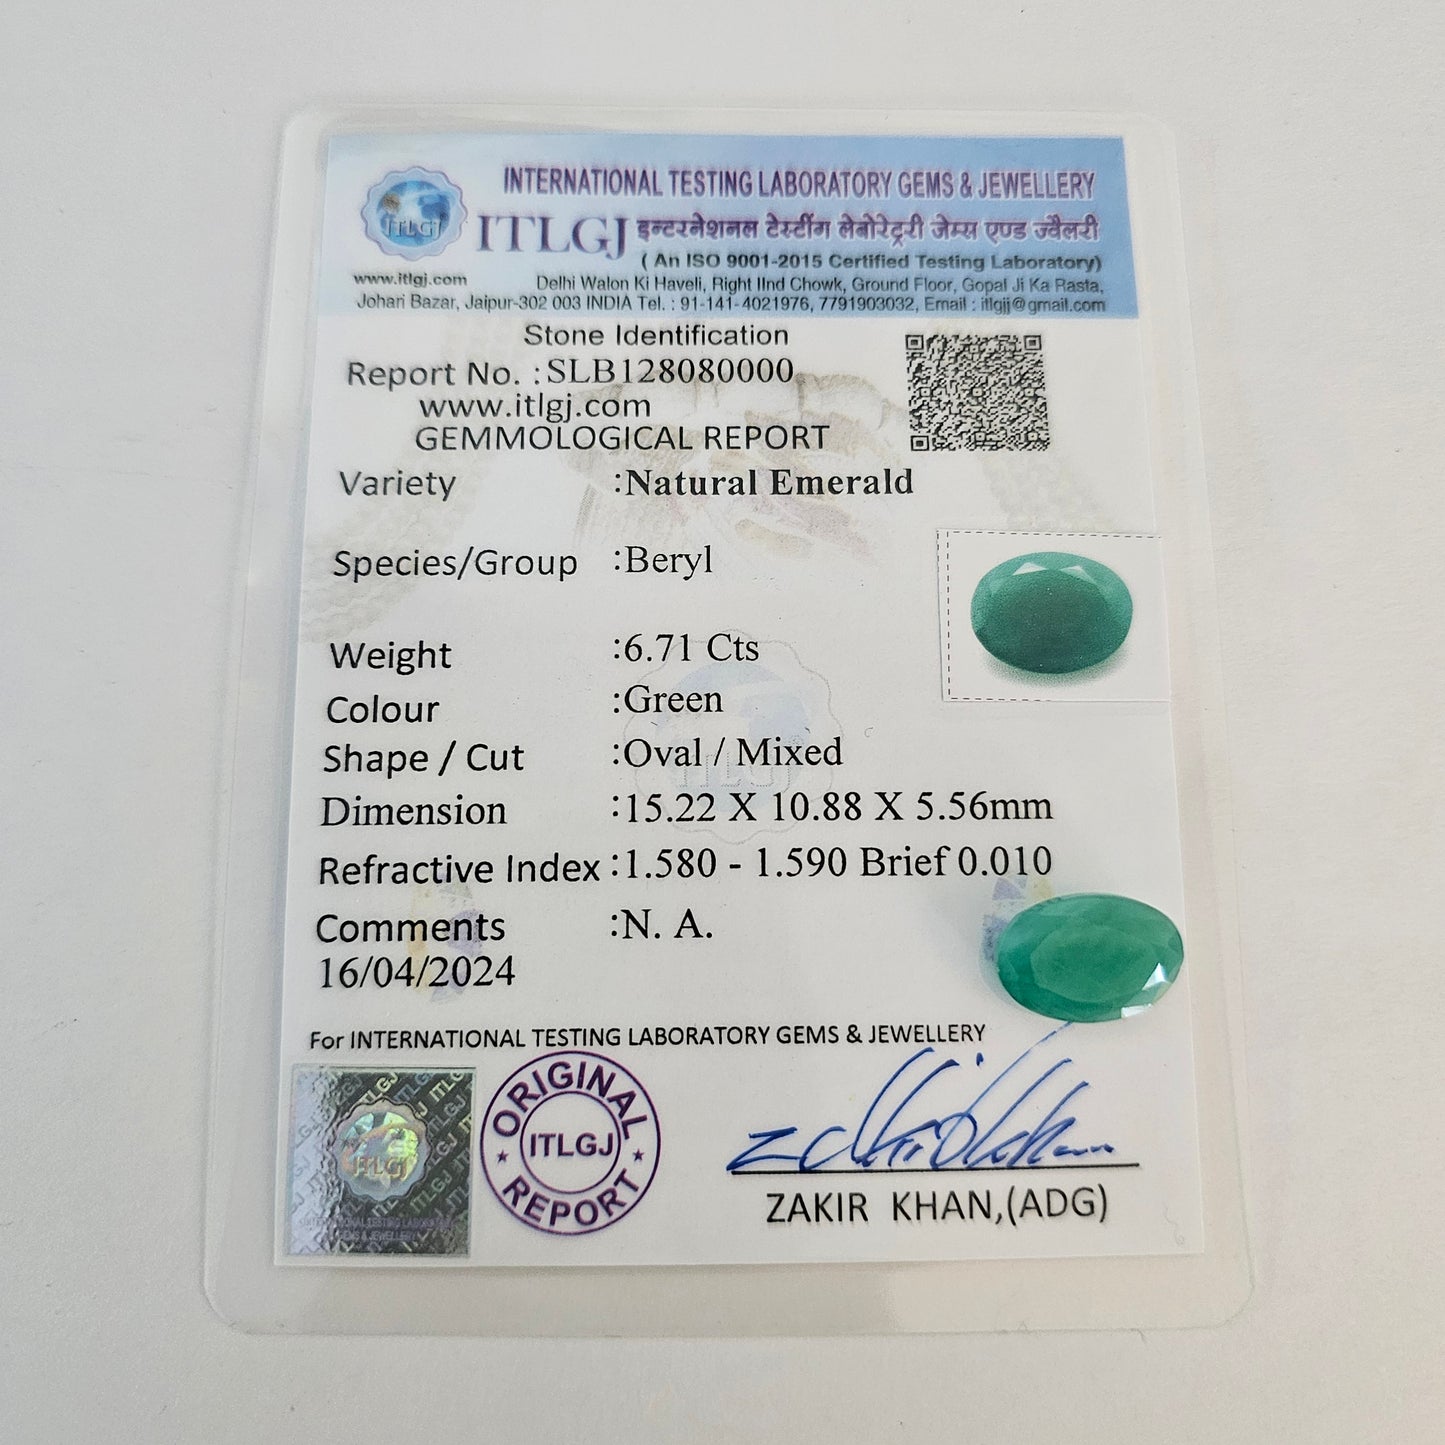 INTERNATIONAL TESTING LABORATORY GEMS & JEWELLERY
ITLGJ
ITLGJ इन्टरनेशनल टेस्टींग लेबोरेट्री जेम्स एण्ड ज्वैलरी
( An ISO 9001-2015 Certified Testing Laboratory)
www.itlgj.com Delhi Walon Ki Haveli, Right IInd Chowk, Ground Floor, Gopal Ji Ka Rasta,
Johari Bazar, Jaipur-302 003 INDIA Tel. : 91-141-4021976, 7791903032, Email : itlgjj@gmail.com
Stone Identification
Report No. :SLB128080000
www.itlgj.com
GEMMOLOGICAL REPORT
Variety :Natural Emerald
Species/Group :Beryl
Weight :6.71 Cts
Colour :Green
Shape / Cut :Oval / Mixed
Dimension :15.22 X 10.88 X 5.56mm
Refractive Index :1.580 - 1.590 Brief 0.010
Comments :N. A.
16/04/2024
For INTERNATIONAL TESTING LABORATORY GEMS & JEWELLERY
ITLGJ
ORIGINAL
ITLGJ
REPORT
Zakir Khan
ZAKIR KHAN,(ADG)